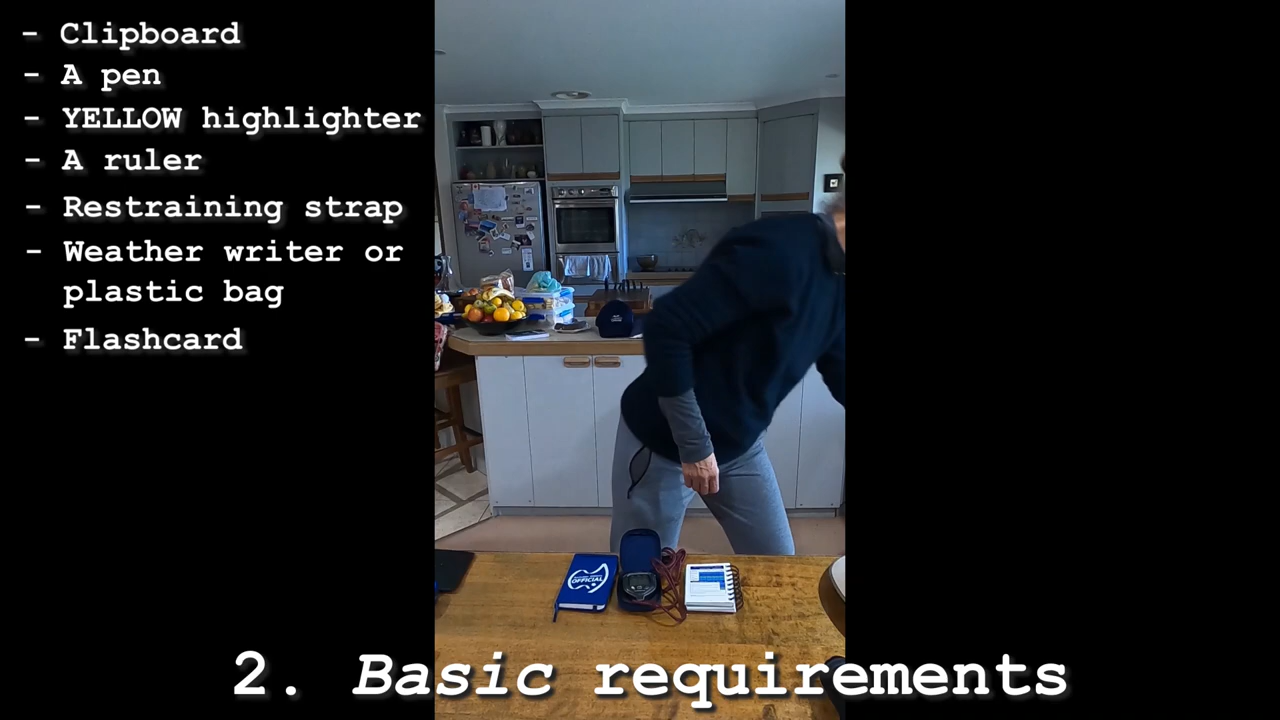 - Clipboard
- A pen
- YELLOW highlighter
- A ruler
- Restraining strap
- Weather writer or
plastic bag
- Flashcard
OFFICIAL
2. Basic requirements